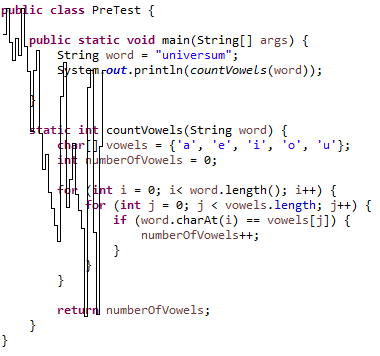 public class PreTest {
    public static void main(String[] args) {
        String word = "universum";
        System.out.println(countVowels(word));
    }
    static int countVowels(String word) {
        char[] vowels = {'a', 'e', 'i', 'o', 'u'};
        int numberOfVowels = 0;
        for (int i = 0; i< word.length(); i++) {
            for (int j = 0; j < vowels.length; j++) {
                if (word.charAt(i) == vowels[j]) {
                    numberOfVowels++;
                }
            }
        }
        return numberOfVowels;
    }
}